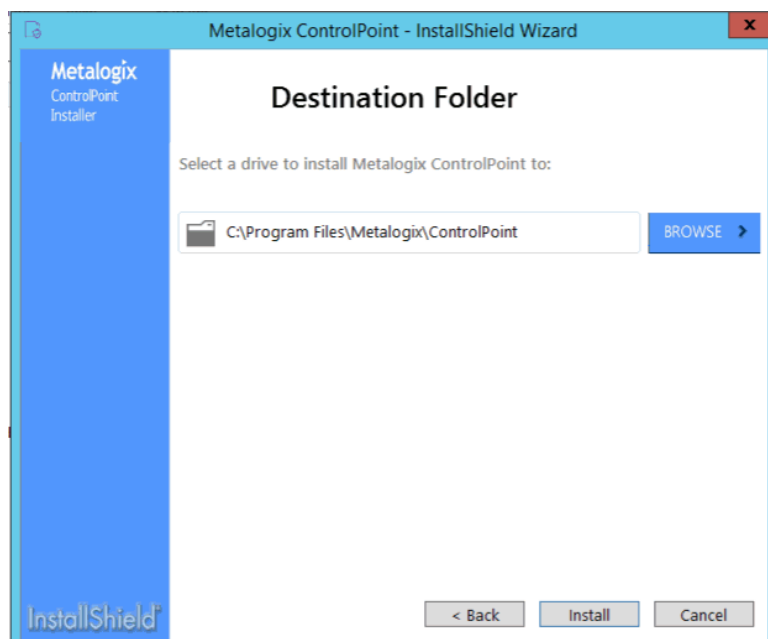 Metalogix ControlPoint - InstallShield Wizard
x
Metalogix
ControlPoint
Installer
Destination Folder
Select a drive to install Metalogix ControlPoint to:
C:\Program Files\Metalogix\ControlPoint
BROWSE
InstallShield
< Back
Install
Cancel